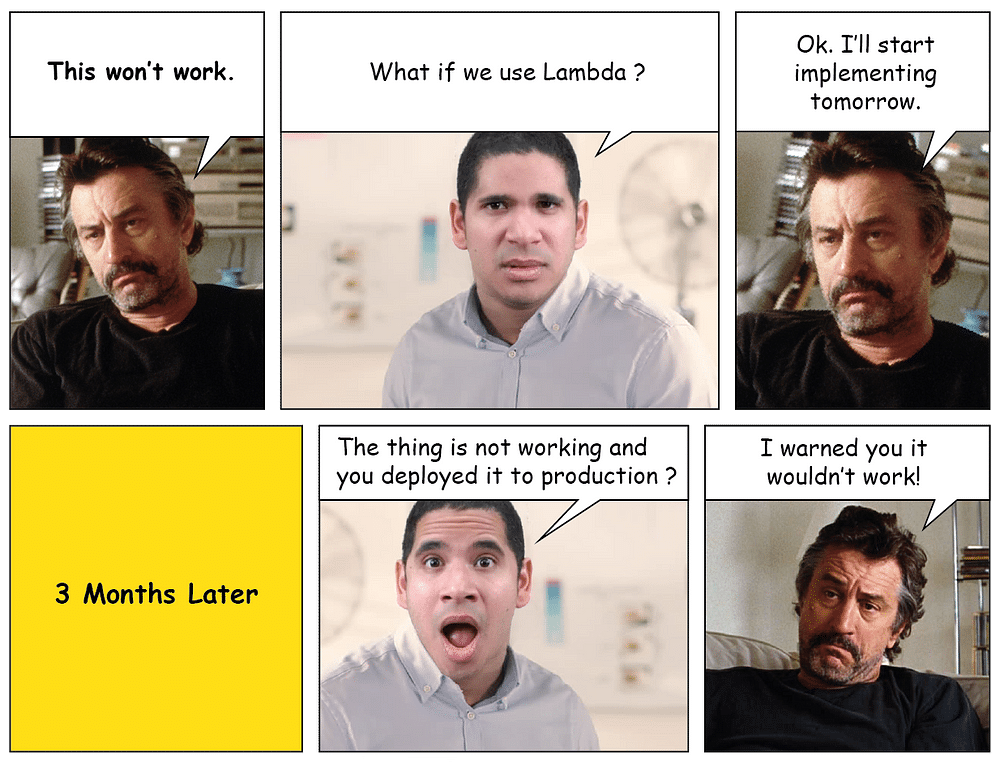 This won't work.
What if we use Lambda ?
Ok. I'll start
implementing
tomorrow.
3 Months Later
The thing is not working and
you deployed it to production ?
I warned you it
wouldn't work!